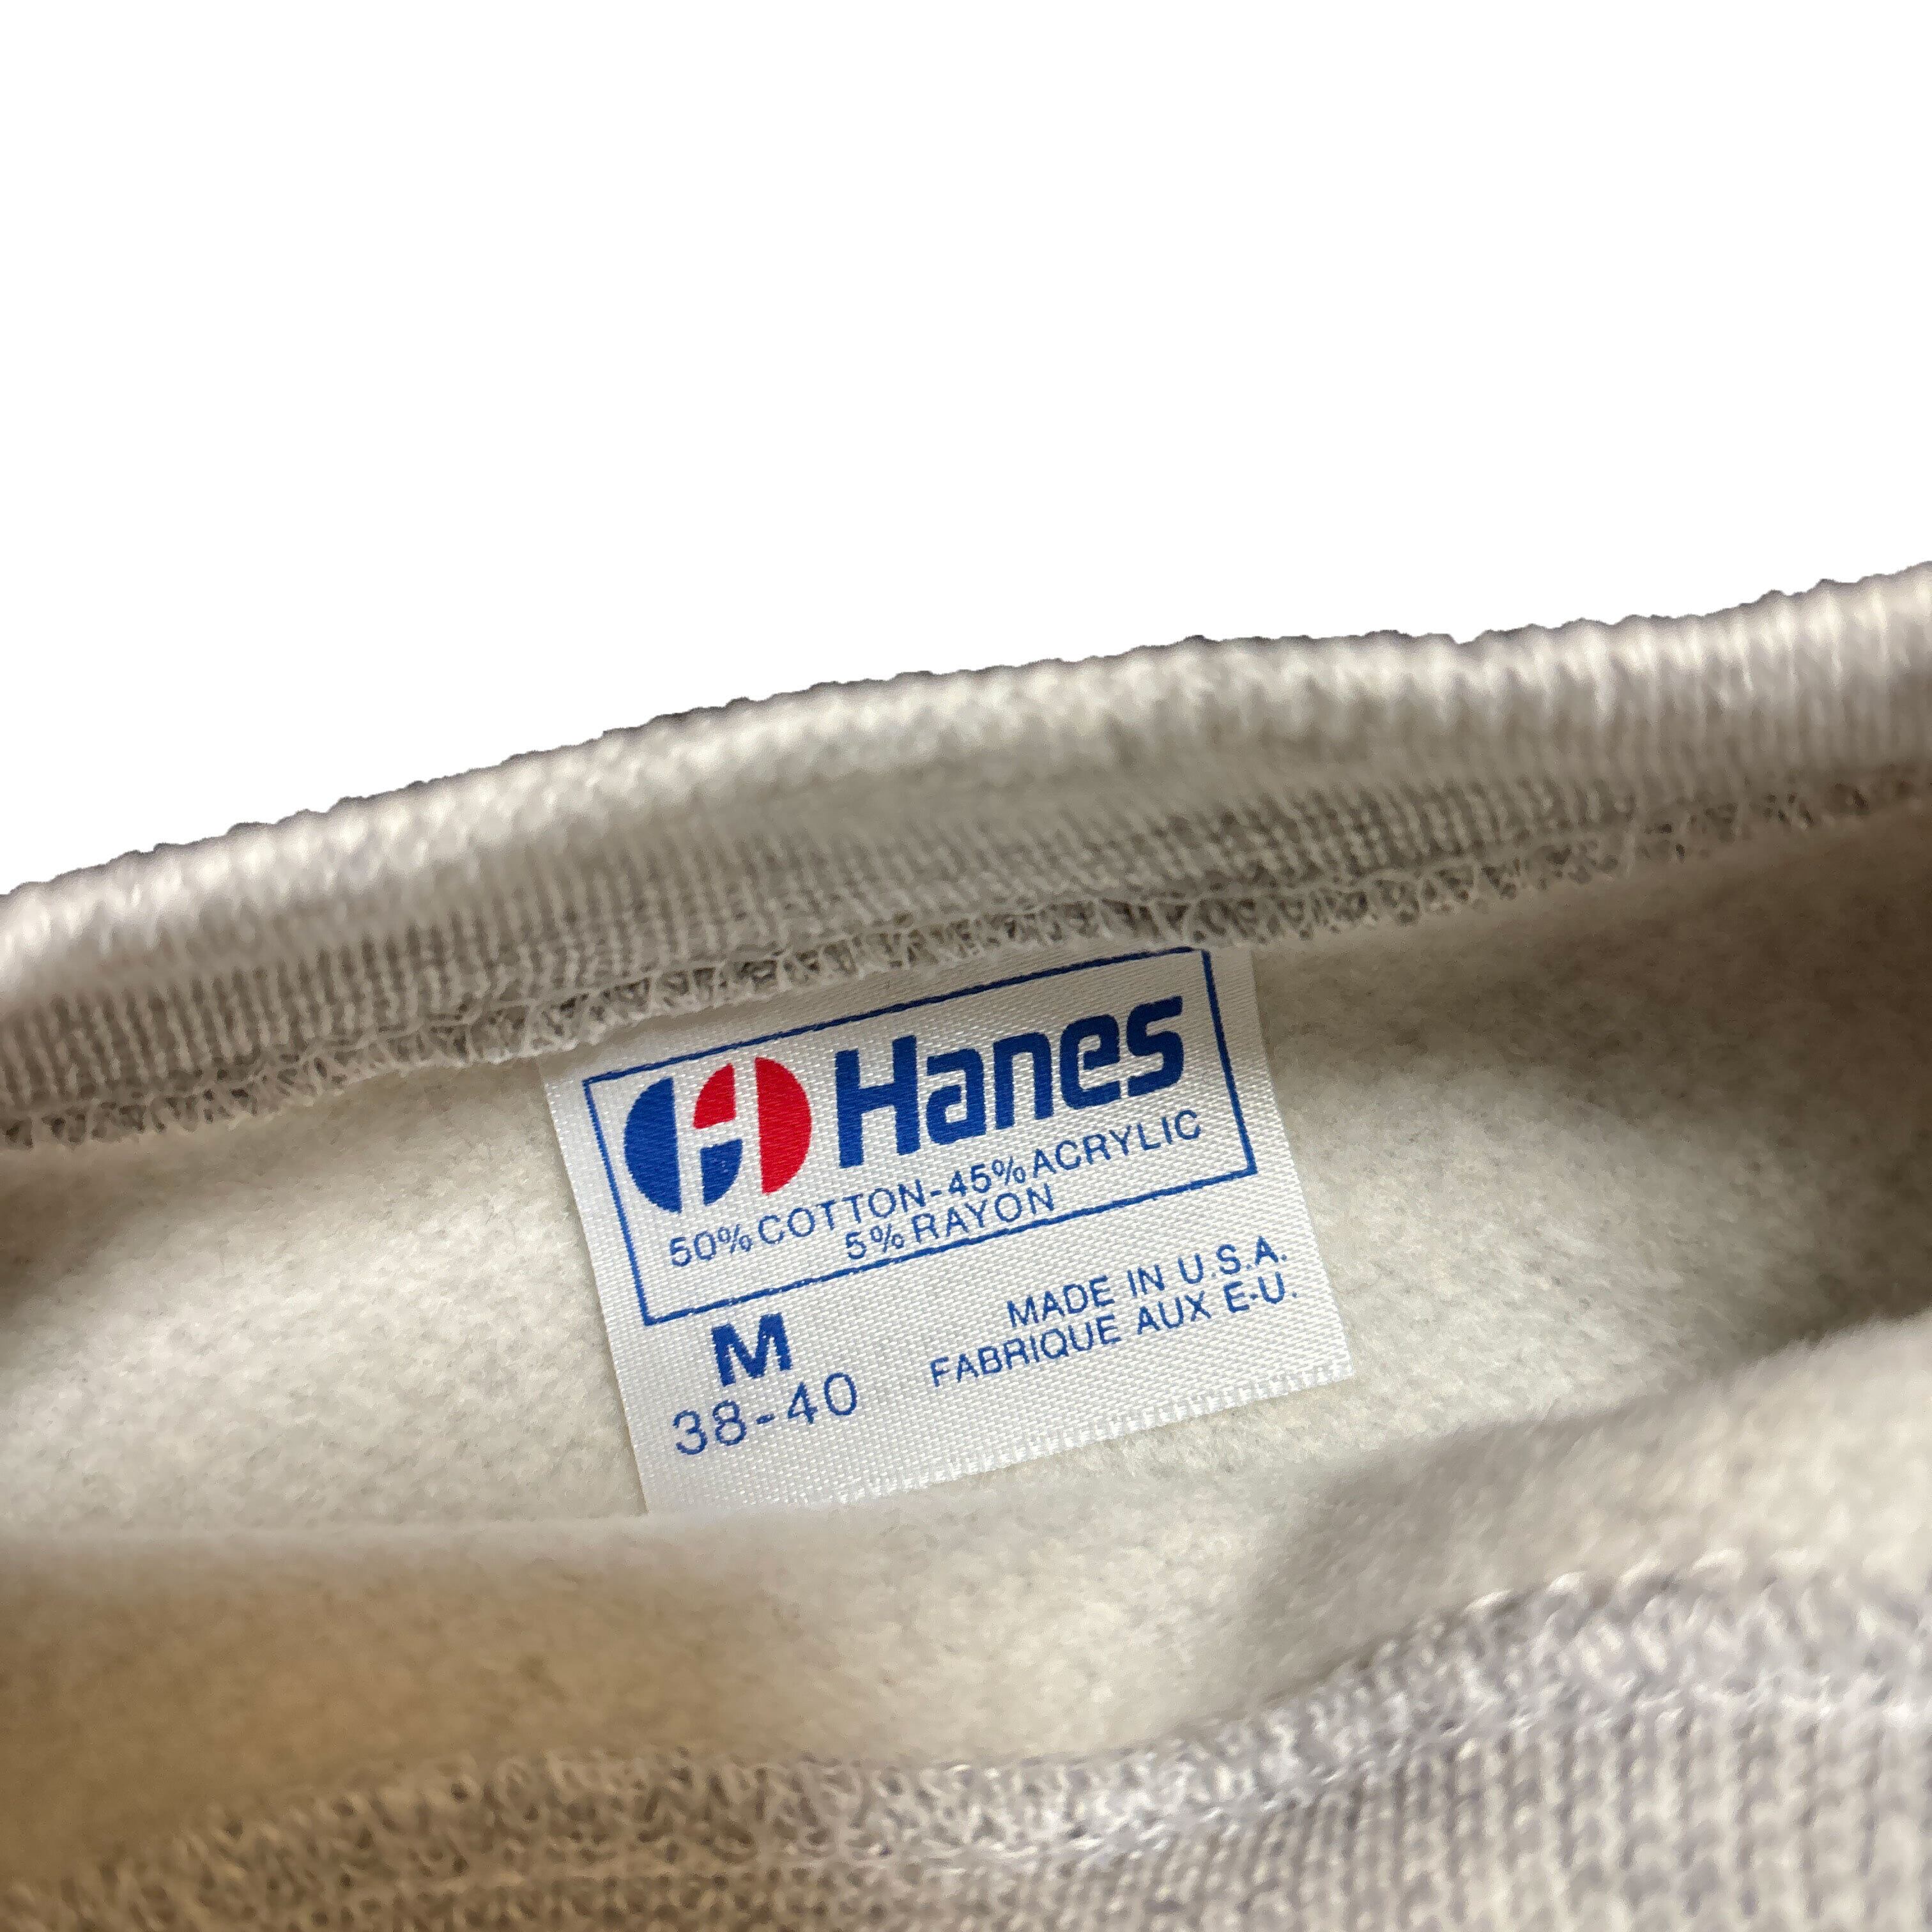 Hanes
50% COTTON-45% ACRYLIC
5% RAYON
M
38-40
MADE IN U.S.A.
FABRIQUE AUX E-U.